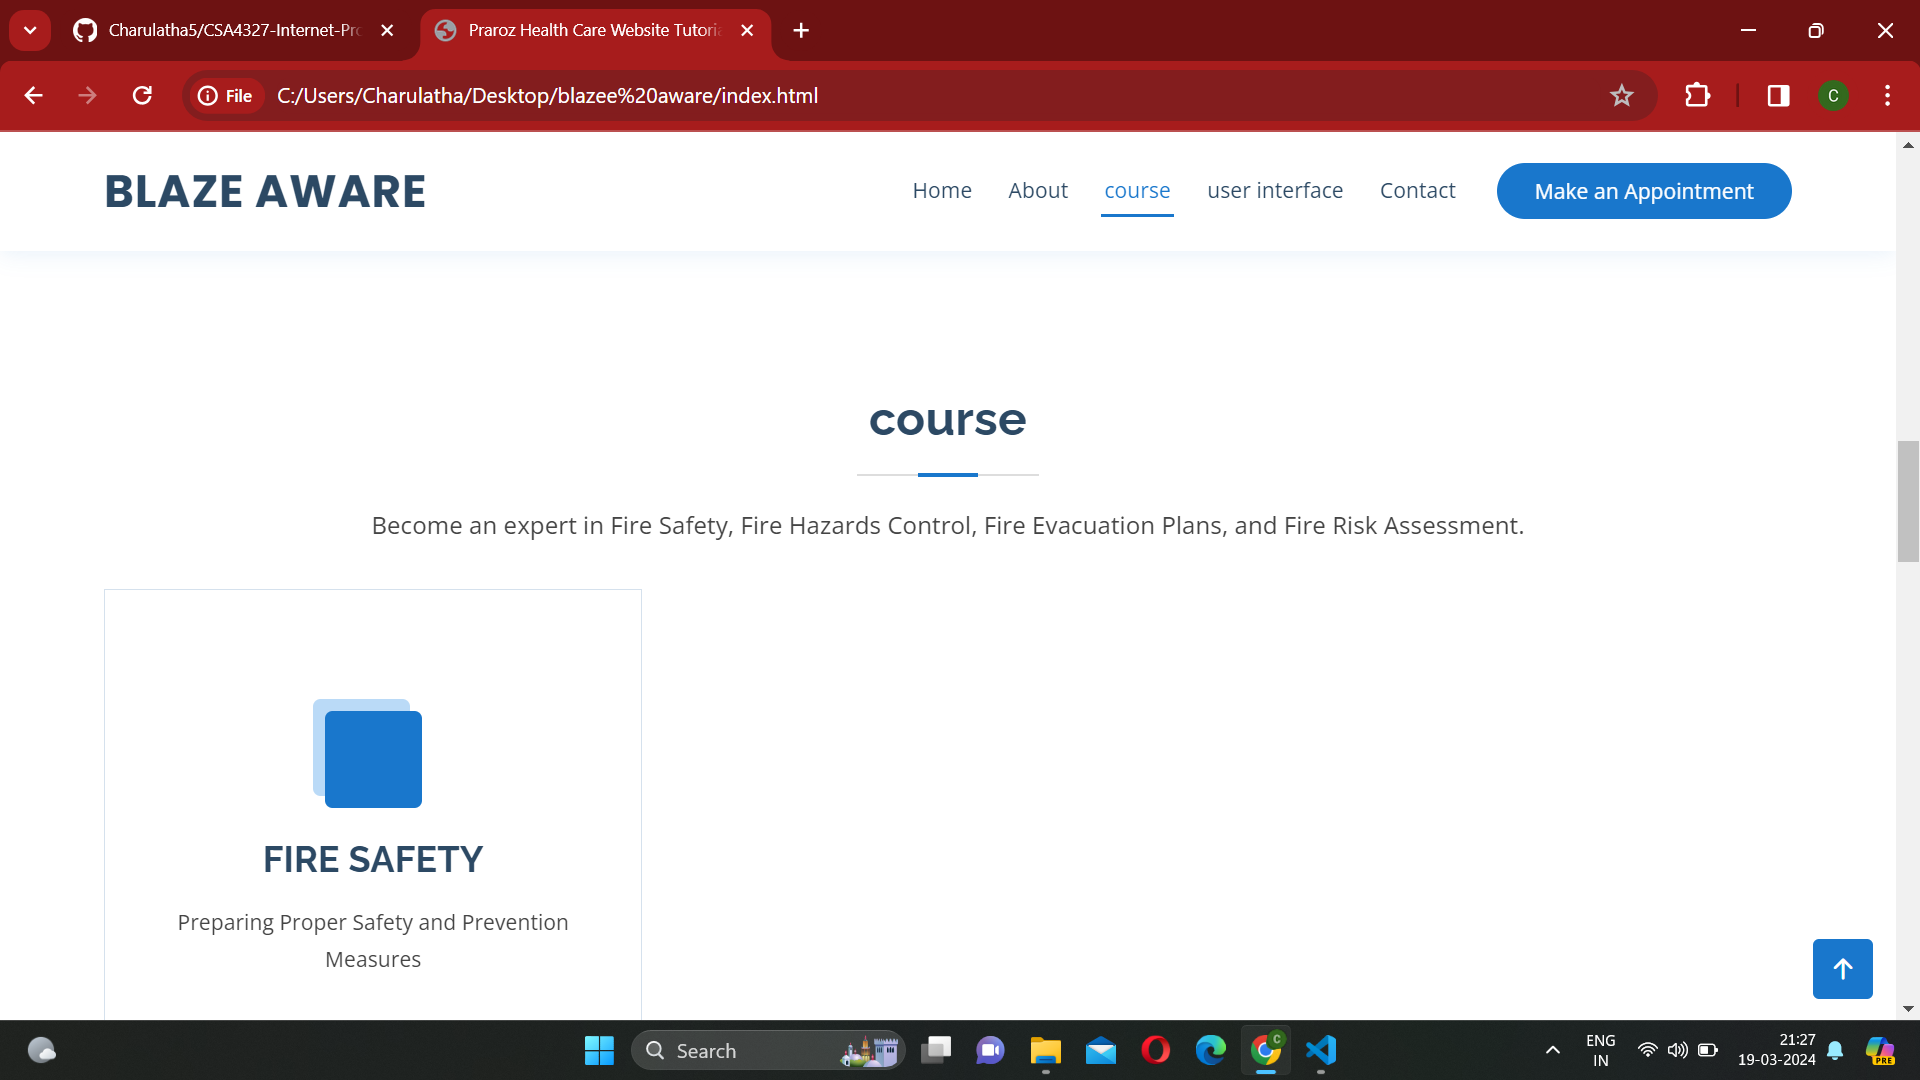 Charulatha5/CSA4327-Internet-Pro
Praroz Health Care Website Tutoria
File
C:/Users/Charulatha/Desktop/blazee%20aware/index.html
C
BLAZE AWARE
Home
About
course
user interface
Contact
Make an Appointment
course
Become an expert in Fire Safety, Fire Hazards Control, Fire Evacuation Plans, and Fire Risk Assessment.
FIRE SAFETY
Preparing Proper Safety and Prevention
Measures
Search
C
ENG
IN
21:27
19-03-2024
PRE